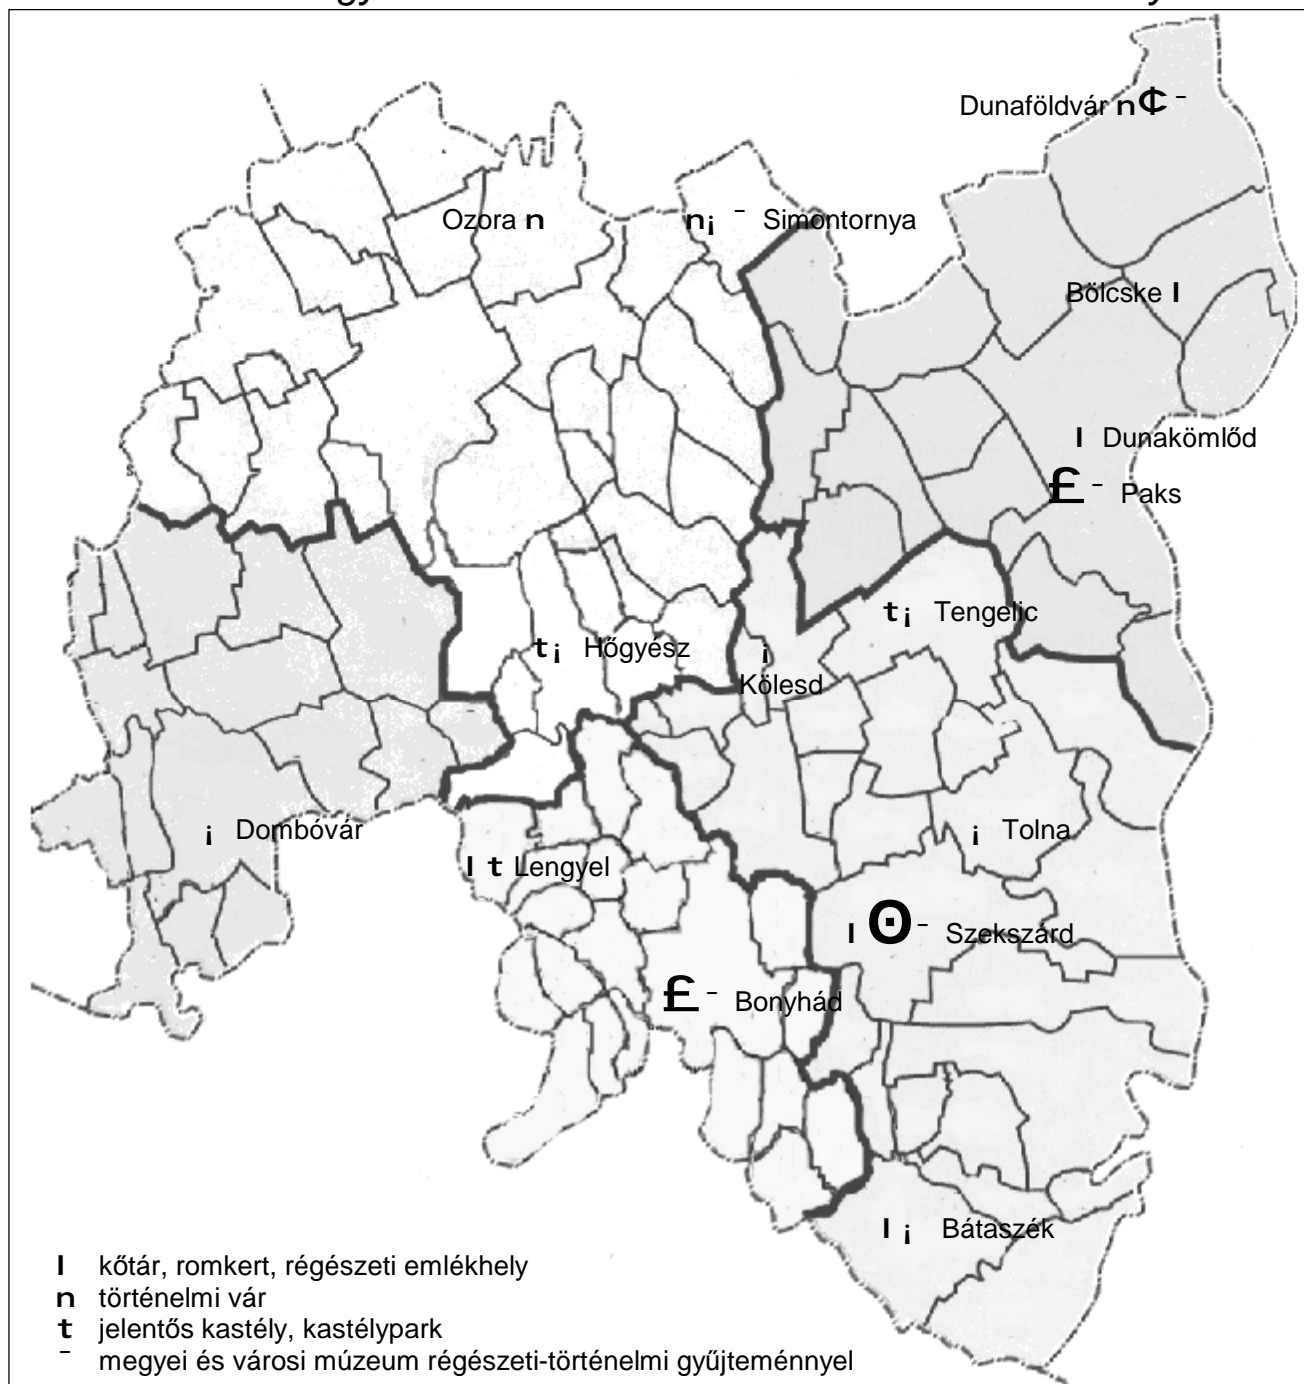 Dunaföldvár n₵ -
Ozora n
n¡ - Simontornya
Bölcske l
l Dunakömlőd
£ - Paks
t¡ Tengelic
t¡ Hőgyész
¡
Kölesd
¡ Dombóvár
¡ Tolna
l t Lengyel
l ʘ - Szekszárd
£ - Bonyhád
l ¡ Bátaszék
l kőtár, romkert, régészeti emlékhely
n történelmi vár
t jelentős kastély, kastélypark
- megyei és városi múzeum régészeti-történelmi gyűjteménnyel